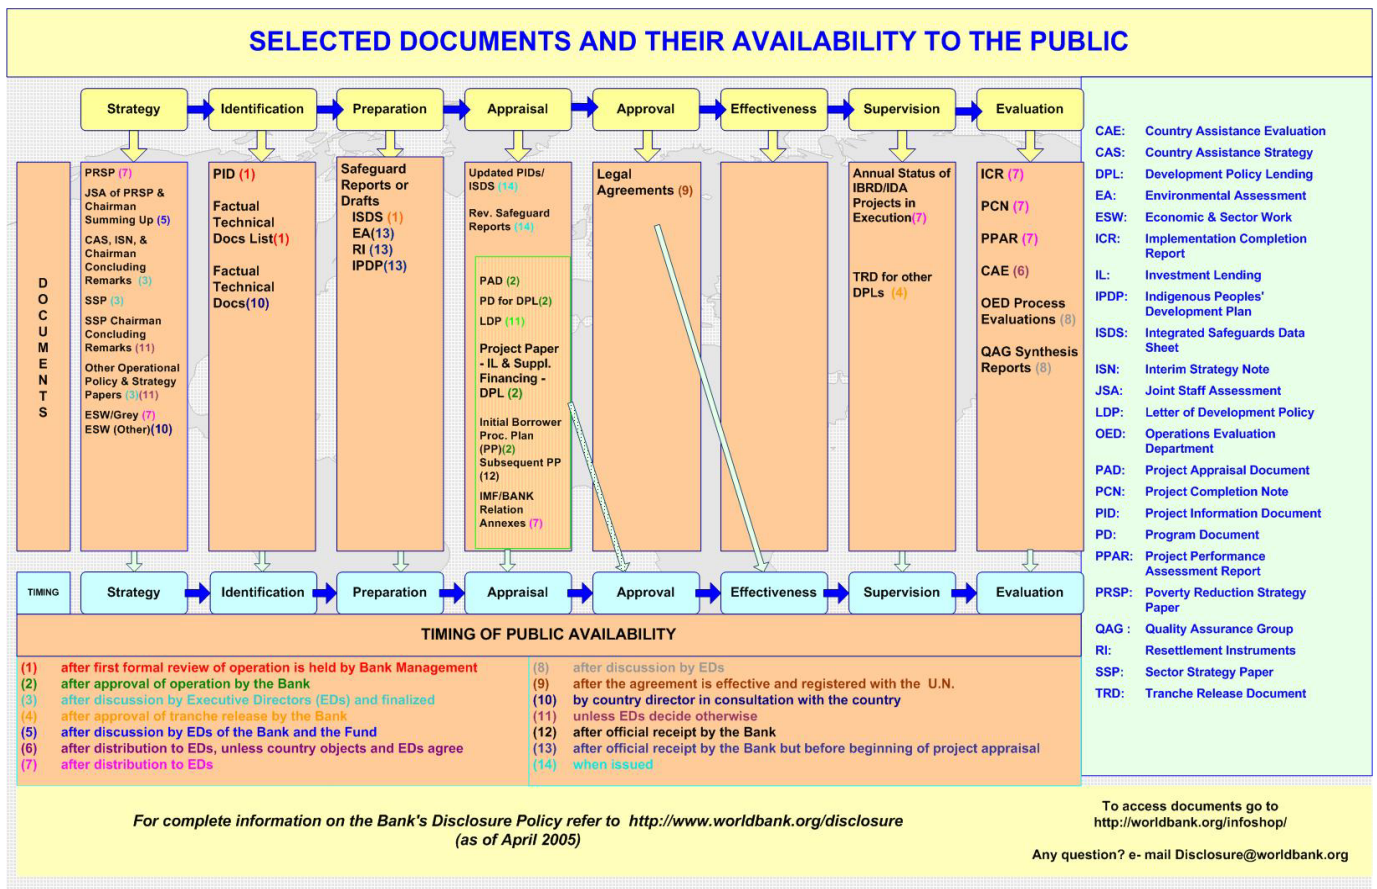 SELECTED DOCUMENTS AND THEIR AVAILABILITY TO THE PUBLIC
Strategy
Identification
Preparation
Appraisal
Approval
Effectiveness
Supervision
Evaluation
DOCUMENTS
PRSP (7)
JSA of PRSP &
Chairman
Summing Up (5)
CAS, ISN, &
Chairman
Concluding
Remarks (3)
SSP (3)
SSP Chairman
Concluding
Remarks (11)
Other Operational
Policy & Strategy
Papers (3)(11)
ESW/Grey (7)
ESW (Other)(10)
PID (1)
Factual
Technical
Docs List(1)
Factual
Technical
Docs(10)
Safeguard
Reports or
Drafts
ISDS (1)
EA(13)
RI (13)
IPDP(13)
Updated PIDs/
ISDS (14)
Rev. Safeguard
Reports (14)
PAD (2)
PD for DPL(2)
LDP (11)
Project Paper
- IL & Suppl.
Financing -
DPL (2)
Initial Borrower
Proc. Plan
(PP)(2)
Subsequent PP
(12)
IMF/BANK
Relation
Annexes (7)
Legal
Agreements (9)
Annual Status of
IBRD/IDA
Projects in
Execution(7)
TRD for other
DPLs (4)
ICR (7)
PCN (7)
PPAR (7)
CAE (6)
OED Process
Evaluations (8)
QAG Synthesis
Reports (8)
TIMING
Strategy
Identification
Preparation
Appraisal
Approval
Effectiveness
Supervision
Evaluation
TIMING OF PUBLIC AVAILABILITY
(1) after first formal review of operation is held by Bank Management
(2) after approval of operation by the Bank
(3) after discussion by Executive Directors (EDs) and finalized
(4) after approval of tranche release by the Bank
(5) after discussion by EDs of the Bank and the Fund
(6) after distribution to EDs, unless country objects and EDs agree
(7) after distribution to EDs
(8) after discussion by EDs
(9) after the agreement is effective and registered with the U.N.
(10) by country director in consultation with the country
(11) unless EDs decide otherwise
(12) after official receipt by the Bank
(13) after official receipt by the Bank but before beginning of project appraisal
(14) when issued
CAE: Country Assistance Evaluation
CAS: Country Assistance Strategy
DPL: Development Policy Lending
EA: Environmental Assessment
ESW: Economic & Sector Work
ICR: Implementation Completion
Report
IL: Investment Lending
IPDP: Indigenous Peoples'
Development Plan
ISDS: Integrated Safeguards Data
Sheet
ISN: Interim Strategy Note
JSA: Joint Staff Assessment
LDP: Letter of Development Policy
OED: Operations Evaluation
Department
PAD: Project Appraisal Document
PCN: Project Completion Note
PID: Project Information Document
PD: Program Document
PPAR: Project Performance
Assessment Report
PRSP: Poverty Reduction Strategy
Paper
QAG : Quality Assurance Group
RI: Resettlement Instruments
SSP: Sector Strategy Paper
TRD: Tranche Release Document
For complete information on the Bank's Disclosure Policy refer to http://www.worldbank.org/disclosure
(as of April 2005)
To access documents go to
http://worldbank.org/infoshop/
Any question? e- mail Disclosure@worldbank.org